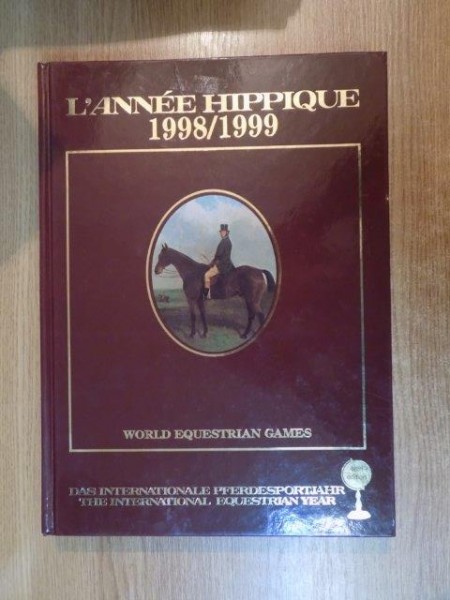 L'ANNÉE HIPPIQUE
1998/1999
WORLD EQUESTRIAN GAMES
DAS INTERNATIONALE PFERDESPORTJAHR
THE INTERNATIONAL EQUESTRIAN YEAR